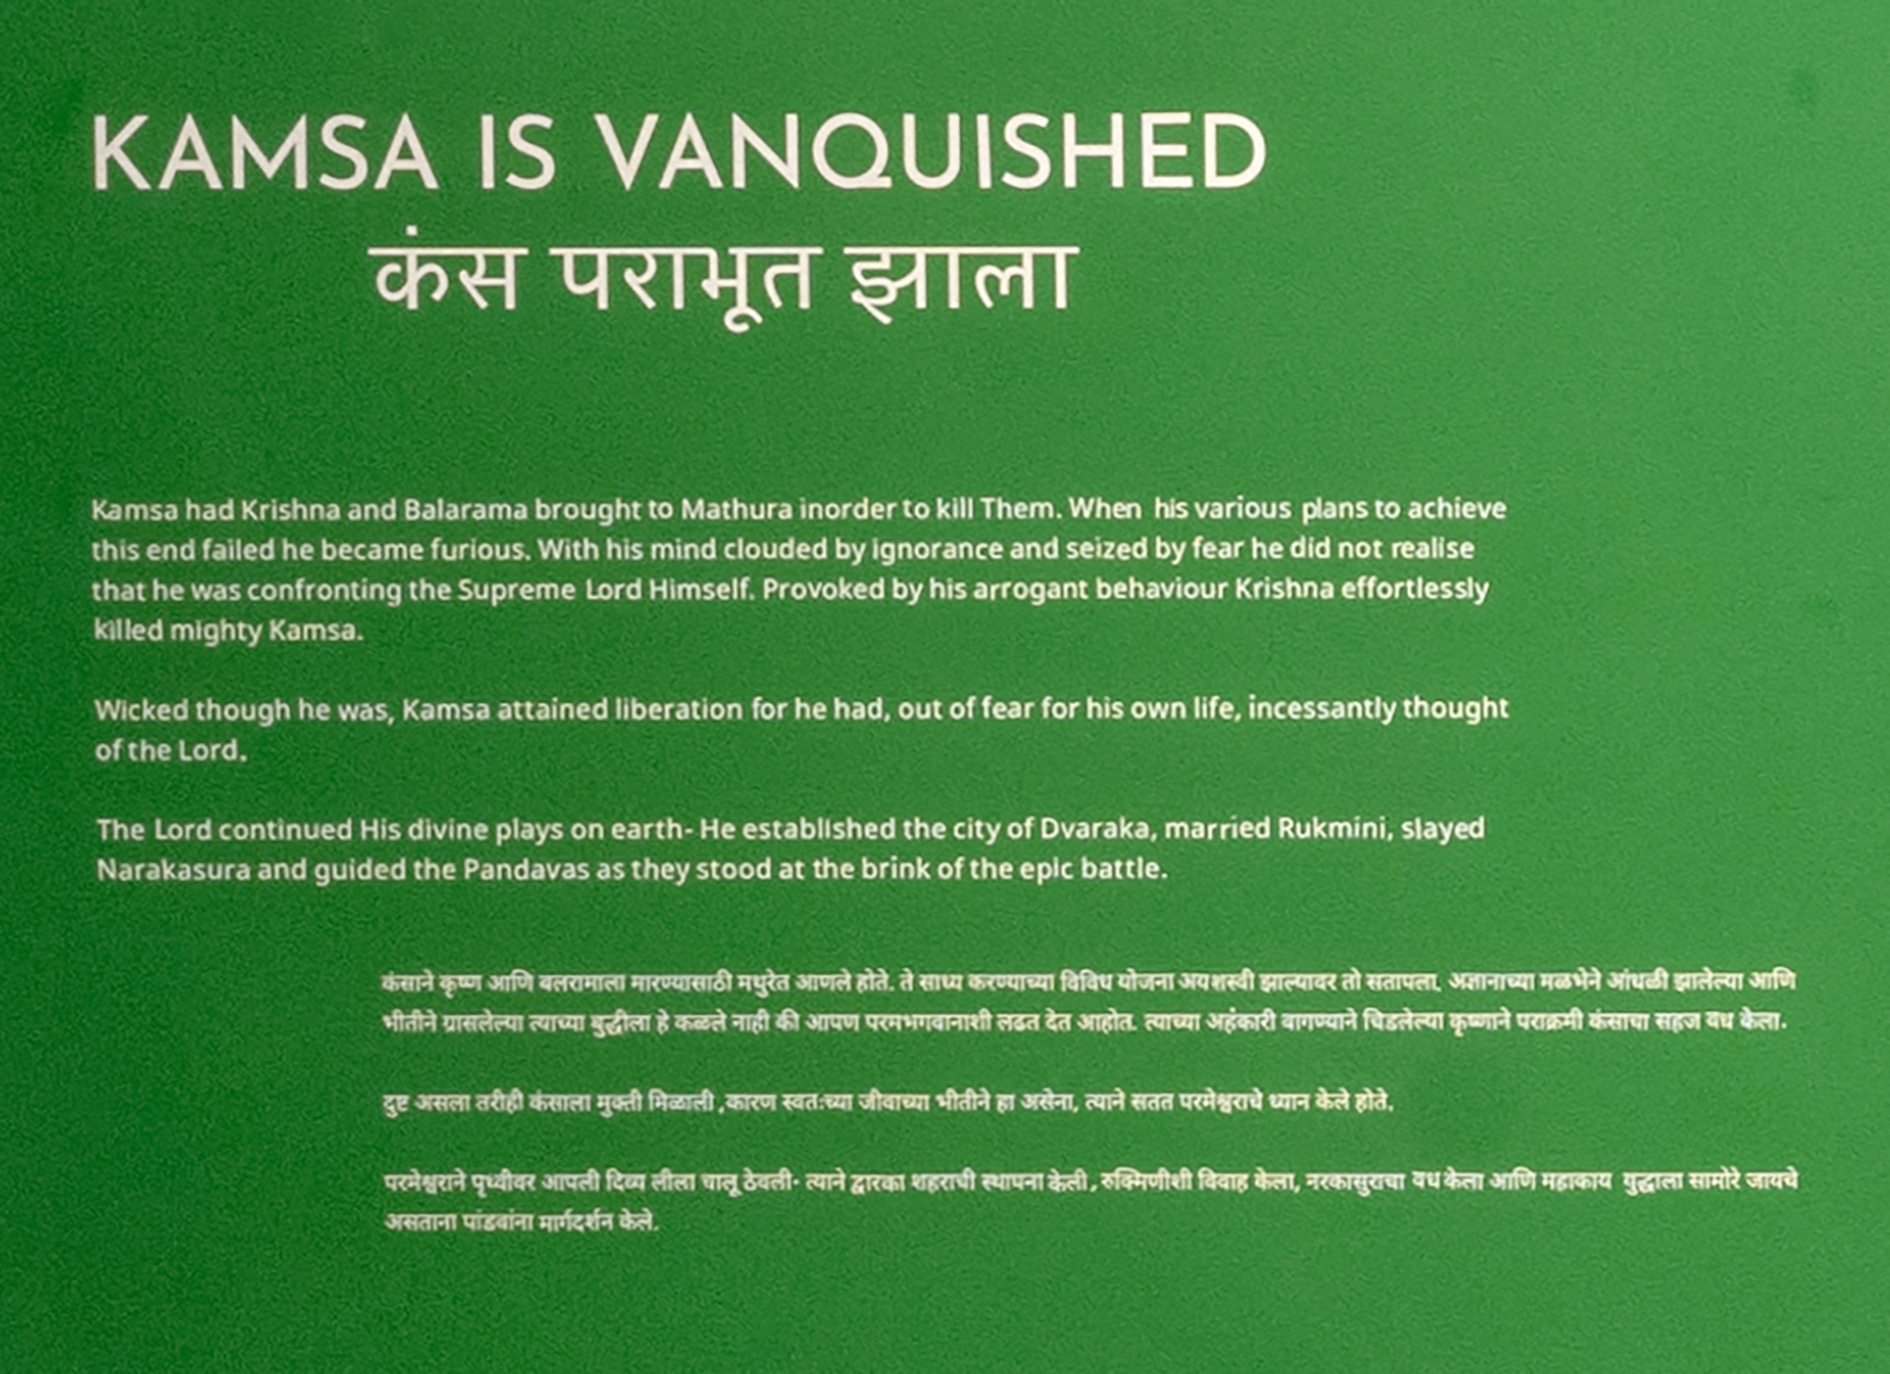 KAMSA IS VANQUISHED
कंस पराभूत झाला
Kamsa had Krishna and Balarama brought to Mathura inorder to kill Them. When his various plans to achieve
this end failed he became furious. With his mind clouded by ignorance and seized by fear he did not realise
that he was confronting the Supreme Lord Himself. Provoked by his arrogant behaviour Krishna effortlessly
killed mighty Kamsa.
Wicked though he was, Kamsa attained liberation for he had, out of fear for his own life, incessantly thought
of the Lord.
The Lord continued His divine plays on earth- He established the city of Dvaraka, married Rukmini, slayed
Narakasura and guided the Pandavas as they stood at the brink of the epic battle.
कंसाने कृष्ण आणि बलरामाला मारण्यासाठी मथुरेत आणले होते. ते साध्य करण्याच्या विविध योजना अयशस्वी झाल्यावर तो सतापला. अज्ञानाच्या मळभेने आंधळी झालेल्या आणि
भीतीने ग्रासलेल्या त्याच्या बुद्धीला हे कळले नाही की आपण परमभगवानाशी लढत देत आहोत. त्याच्या अहंकारी वागण्याने चिडलेल्या कृष्णाने पराक्रमी कंसाचा सहज वध केला.
दुष्ट असला तरीही कंसाला मुक्ती मिळाली ,कारण स्वतःच्या जीवाच्या भीतीने हा असेना, त्याने सतत परमेश्वराचे ध्यान केले होते.
परमेश्वराने पृथ्वीवर आपली दिव्य लीला चालू ठेवली- त्याने द्वारका शहराची स्थापना केली, रुक्मिणीशी विवाह केला, नरकासुराचा वध केला आणि महाकाय युद्धाला सामोरे जायचे
असताना पांडवांना मार्गदर्शन केले.